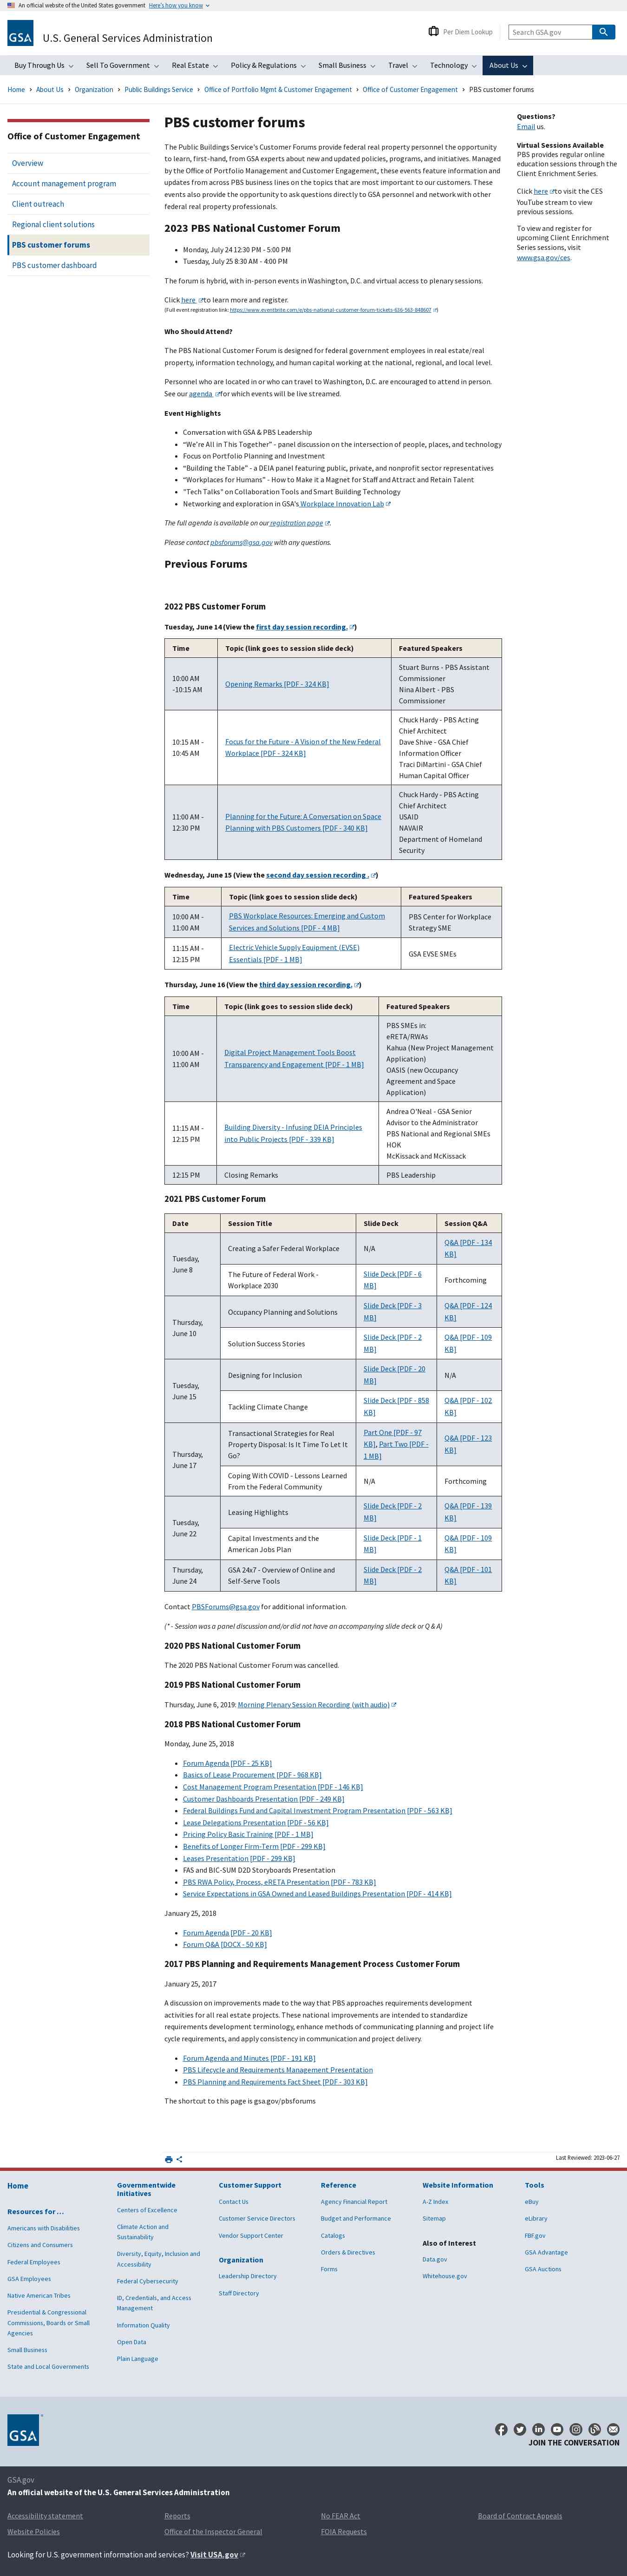 An official website of the United States government Here's how you know
GSA
U.S. General Services Administration
Per Diem Lookup
Search GSA.gov
Buy Through Us
Sell To Government
Real Estate
Policy & Regulations
Small Business
Travel
Technology
About Us
Home
About Us
Organization
Public Buildings Service
Office of Portfolio Mgmt & Customer Engagement
Office of Customer Engagement
PBS customer forums
Office of Customer Engagement
Overview
Account management program
Client outreach
Regional client solutions
PBS customer forums
PBS customer dashboard
PBS customer forums
The Public Buildings Service's Customer Forums provide customer agencies and other PBS stakeholders an opportunity
to learn, first-hand, from GSA experts about new and updated policies, programs, and initiatives. Managed
by the Office of Portfolio Management and Customer Engagement, these events feature discussions and
updates across PBS business lines on the topics that are most important to our customers and relevant to
overall federal property policies.
2023 PBS National Customer Forum
Monday, July 24 12:30 PM - 5:00 PM
Tuesday, July 25 8:30 AM - 4:00 PM
The forum is hybrid, with in-person events in Washington, D.C. and virtual access to plenary sessions.
Click here to learn more and register.
(Full event registration link: https://www.eventleite.com/e/pbs-national-customer-forum-tickets-636-563-848607)
Who Should Attend?
The PBS National Customer Forum is designed for federal government employees in real estate/real
property, information technology, and human capital working at the national, regional, and local level.
Personnel who are located in or who can travel to Washington, D.C. are encouraged to attend in person.
See our agenda for which events will be live streamed.
Event Highlights
Conversation with GSA & PBS Leadership
"We're All in This Together" - panel discussion on the intersection of people, places, and technology
Focus on Portfolio Planning and Investment
"Building the Table" - a DEIA panel featuring public, private, and nonprofit sector representatives
"Workplaces for Humans" - How to Make it a Magnet for Staff and Attract and Retain Talent
"Tech Talks" on Collaboration Tools and Smart Building Technology
Networking and exploration in GSA's Workplace Innovation Lab
The full agenda is available on our registration page.
Please contact pbsforums@gsa.gov with any questions.
Previous Forums
2022 PBS Customer Forum
Tuesday, June 14 (View the first day session recording.)
Time
Topic (link goes to session slide deck)
Featured Speakers
10:00 AM
-10:15 AM
Opening Remarks [PDF - 324 KB]
Stuart Burns - PBS Assistant
Commissioner
Nina Albert - PBS
Commissioner
10:15 AM -
10:45 AM
Focus for the Future - A Vision of the New Federal
Workplace [PDF - 324 KB]
Chuck Hardy - PBS Acting
Chief Architect
Dave Shive - GSA Chief
Information Officer
Traci DiMartini - GSA Chief
Human Capital Officer
11:00 AM -
12:30 PM
Planning for the Future: A Conversation on Space
Planning with PBS Customers [PDF - 340 KB]
Chuck Hardy - PBS Acting
Chief Architect
USAID
NAVAIR
Department of Homeland
Security
Wednesday, June 15 (View the second day session recording.)
Time
Topic (link goes to session slide deck)
Featured Speakers
10:00 AM -
11:00 AM
PBS Workplace Resources: Emerging and Custom
Services and Solutions [PDF - 4 MB]
PBS Center for Workplace
Strategy SME
11:15 AM -
12:15 PM
Electric Vehicle Supply Equipment (EVSE)
Essentials [PDF - 1 MB]
GSA EVSE SMEs
Thursday, June 16 (View the third day session recording.)
Time
Topic (link goes to session slide deck)
Featured Speakers
10:00 AM -
11:00 AM
Digital Project Management Tools Boost
Transparency and Engagement [PDF - 1 MB]
PBS SMEs in:
eRETA/RWAs
Kahua (New Project Management
Application)
OASIS (new Occupancy
Agreement and Space
Application)
11:15 AM -
12:15 PM
Building Diversity - Infusing DEIA Principles
into Public Projects [PDF - 339 KB]
Andrea O'Neal - GSA Senior
Advisor to the Administrator
PBS National and Regional SMEs
HOK
McKissack and McKissack
12:15 PM
Closing Remarks
PBS Leadership
2021 PBS Customer Forum
Date
Session Title
Slide Deck
Session Q&A
Tuesday,
June 8
Creating a Safer Federal Workplace
N/A
Q&A [PDF - 134
KB]
The Future of Federal Work -
Workplace 2030
Slide Deck [PDF - 6
MB]
Forthcoming
Thursday,
June 10
Occupancy Planning and Solutions
Slide Deck [PDF - 3
MB]
Q&A [PDF - 124
KB]
Solution Success Stories
Slide Deck [PDF - 2
MB]
Q&A [PDF - 109
KB]
Tuesday,
June 15
Designing for Inclusion
Slide Deck [PDF - 20
MB]
N/A
Tackling Climate Change
Slide Deck [PDF - 858
KB]
Q&A [PDF - 102
KB]
Thursday,
June 17
Transactional Strategies for Real
Property Disposal: Is It Time To Let It
Go?
Part One [PDF - 97
KB], Part Two [PDF -
1 MB]
Q&A [PDF - 123
KB]
Coping With COVID - Lessons Learned
From the Federal Community
N/A
Forthcoming
Tuesday,
June 22
Leasing Highlights
Slide Deck [PDF - 2
MB]
Q&A [PDF - 139
KB]
Capital Investments and the
American Jobs Plan
Slide Deck [PDF - 1
MB]
Q&A [PDF - 109
KB]
Thursday,
June 24
GSA 24x7 - Overview of Online and
Self-Serve Tools
Slide Deck [PDF - 2
MB]
Q&A [PDF - 101
KB]
Contact PBSForums@gsa.gov for additional information.
(* - Session was a panel discussion and/or did not have an accompanying slide deck or Q & A)
2020 PBS National Customer Forum
The 2020 PBS National Customer Forum was cancelled.
2019 PBS National Customer Forum
Thursday, June 6, 2019: Morning Plenary Session Recording (with audio)
2018 PBS National Customer Forum
Monday, June 25, 2018
Forum Agenda [PDF - 25 KB]
Basics of Lease Procurement [PDF - 968 KB]
Cost Management Program Presentation [PDF - 146 KB]
Customer Dashboards Presentation [PDF - 249 KB]
Federal Buildings Fund and Capital Investment Program Presentation [PDF - 563 KB]
Lease Delegations Presentation [PDF - 56 KB]
Pricing Policy Basic Training [PDF - 1 MB]
Benefits of Longer Firm-Term [PDF - 299 KB]
Leases Presentation [PDF - 299 KB]
FAS and BIC-SUM D2D Storyboards Presentation
PBS RWA Policy, Process, eRETA Presentation [PDF - 783 KB]
Service Expectations in GSA Owned and Leased Buildings Presentation [PDF - 414 KB]
January 25, 2018
Forum Agenda [PDF - 20 KB]
Forum Q&A [DOCX - 50 KB]
2017 PBS Planning and Requirements Management Process Customer Forum
January 25, 2017
A discussion on improvements made to the way that PBS approaches requirements development
activities for all real estate projects. These national improvements are intended to standardize
requirements development, enhance methods of communicating planning and manage project life
cycle requirements, and apply consistency in communication and project delivery.
Forum Agenda and Minutes [PDF - 191 KB]
PBS Lifecycle and Requirements Management Presentation
PBS Planning and Requirements Fact Sheet [PDF - 303 KB]
The shortcut to this page is gsa.gov/pbsforums
Last Reviewed: 2023-06-27
Questions?
Email us.
Virtual Sessions Available
PBS provides regular online
education sessions through the
Client Enrichment Series.
Click here to visit the CES
YouTube stream to view
previous sessions.
To view and register for
upcoming Client Enrichment
Series sessions, visit
www.gsa.gov/ces.
Home
Resources for …
Americans with Disabilities
Citizens and Consumers
Federal Employees
GSA Employees
Native American Tribes
Presidential & Congressional
Commissions, Boards or Small
Agencies
Small Business
State and Local Governments
Governmentwide
Initiatives
Centers of Excellence
Climate Action and
Sustainability
Diversity, Equity, Inclusion and
Accessibility
Federal Cybersecurity
ID, Credentials, and Access
Management
Information Quality
Open Data
Plain Language
Customer Support
Contact Us
Customer Service Directors
Vendor Support Center
Organization
Leadership Directory
Staff Directory
Reference
Agency Financial Report
Budget and Performance
Catalogs
Orders & Directives
Forms
Website Information
A-Z Index
Sitemap
Also of Interest
Data.gov
Whitehouse.gov
Tools
eBuy
eLibrary
FBF.gov
GSA Advantage
GSA Auctions
GSA
JOIN THE CONVERSATION
GSA.gov
An official website of the U.S. General Services Administration
Accessibility statement
Reports
No FEAR Act
Board of Contract Appeals
Website Policies
Office of the Inspector General
FOIA Requests
Looking for U.S. government information and services? Visit USA.gov